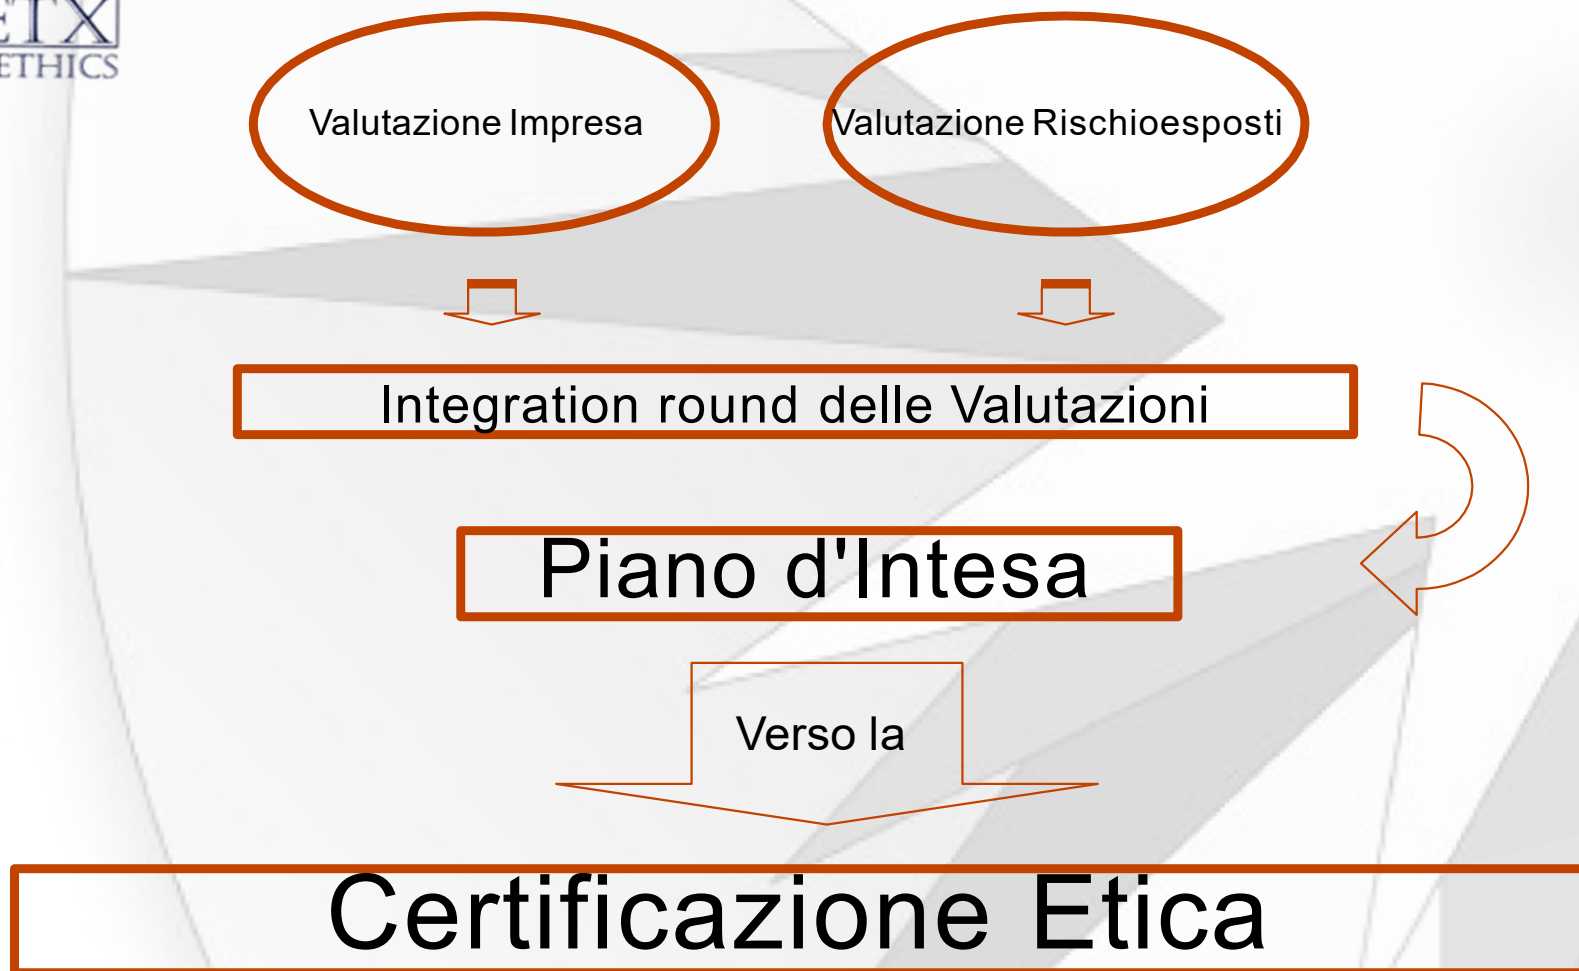 ETX
ETHICS
Valutazione Impresa
Valutazione Rischioesposti
Integration round delle Valutazioni
Piano d'Intesa
Verso la
Certificazione Etica